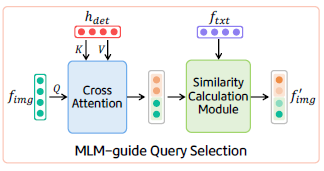 h_det
f_txt
K V
f_img
Q
Cross
Attention
Similarity
Calculation
Module
f'_img
MLM-guide Query Selection